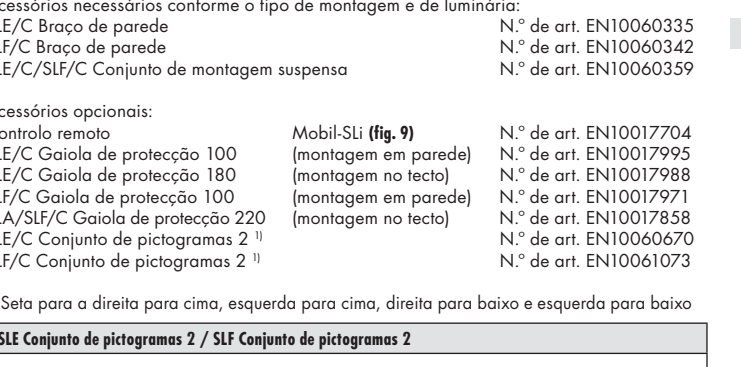 cessórios necessários conforme o tipo de montagem e de luminária:
LE/C Braço de parede N.º de art. EN10060335
LF/C Braço de parede N.º de art. EN10060342
LE/C/SLF/C Conjunto de montagem suspensa N.º de art. EN10060359
cessórios opcionais:
ontrolo remoto Mobil-SLi (fig. 9) N.º de art. EN10017704
LE/C Gaiola de protecção 100 (montagem em parede) N.º de art. EN10017995
LE/C Gaiola de protecção 180 (montagem no tecto) N.º de art. EN10017988
LF/C Gaiola de protecção 100 (montagem em parede) N.º de art. EN10017971
LA/SLF/C Gaiola de protecção 220 (montagem no tecto) N.º de art. EN10017858
LE/C Conjunto de pictogramas 2 ¹⁾ N.º de art. EN10060670
LF/C Conjunto de pictogramas 2 ¹⁾ N.º de art. EN10061073
Seta para a direita para cima, esquerda para cima, direita para baixo e esquerda para baixo
SLE Conjunto de pictogramas 2 / SLF Conjunto de pictogramas 2